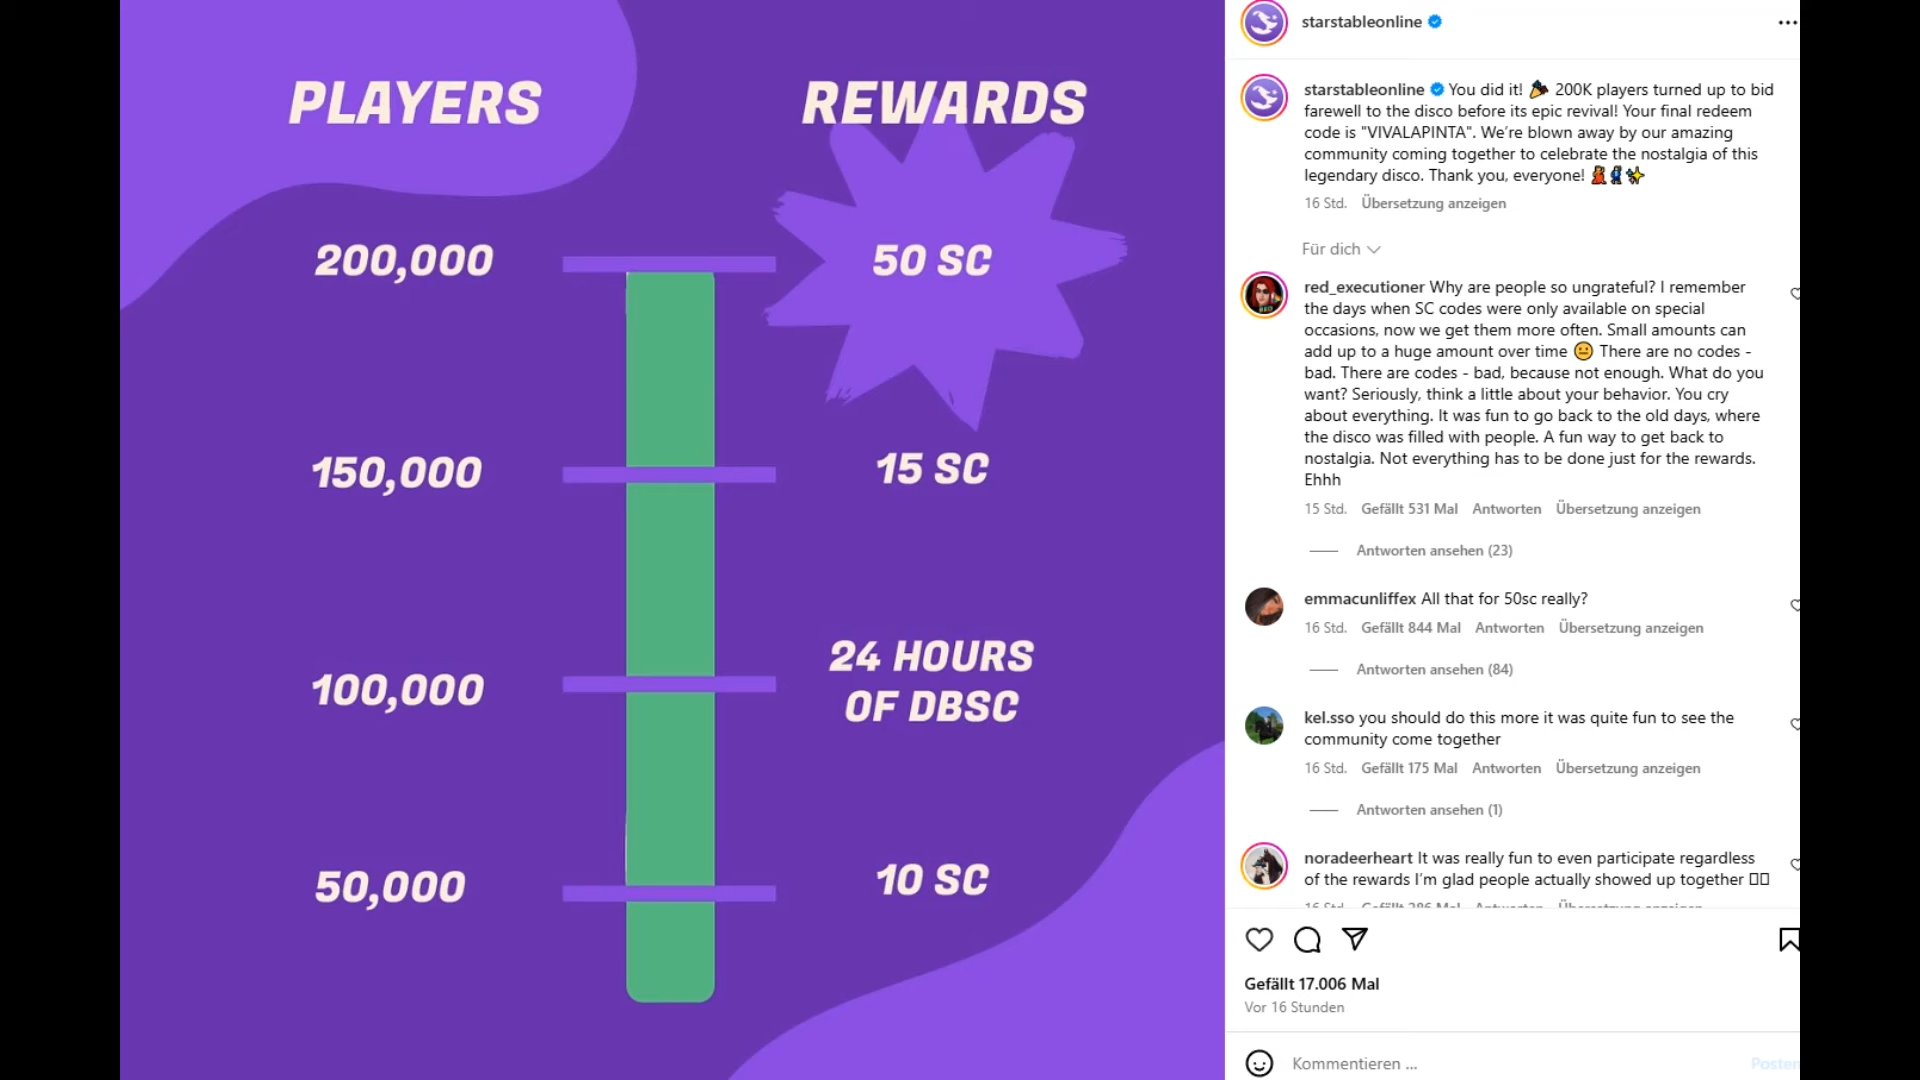 PLAYERS
REWARDS
200,000
50 SC
150,000
15 SC
100,000
24 HOURS
OF DBSC
50,000
10 SC
starstableonline
starstableonline You did it! 🎉 200K players turned up to bid
farewell to the disco before its epic revival! Your final redeem
code is "VIVALAPINTA". We're blown away by our amazing
community coming together to celebrate the nostalgia of this
legendary disco. Thank you, everyone! 💃🕺✨
16 Std. Übersetzung anzeigen
Für dich
red_executioner Why are people so ungrateful? I remember
the days when SC codes were only available on special
occasions, now we get them more often. Small amounts can
add up to a huge amount over time 😐 There are no codes -
bad. There are codes - bad, because not enough. What do you
want? Seriously, think a little about your behavior. You cry
about everything. It was fun to go back to the old days, where
the disco was filled with people. A fun way to get back to
nostalgia. Not everything has to be done just for the rewards.
Ehhh
15 Std. Gefällt 531 Mal Antworten Übersetzung anzeigen
Antworten ansehen (23)
emmacunliffex All that for 50sc really?
16 Std. Gefällt 844 Mal Antworten Übersetzung anzeigen
Antworten ansehen (84)
kel.sso you should do this more it was quite fun to see the
community come together
16 Std. Gefällt 175 Mal Antworten Übersetzung anzeigen
Antworten ansehen (1)
noradeerheart It was really fun to even participate regardless
of the rewards I'm glad people actually showed up together
16 Std. Gefällt 286 Mal Antworten Übersetzung anzeigen
Gefällt 17.006 Mal
Vor 16 Stunden
Kommentieren ...
Posten